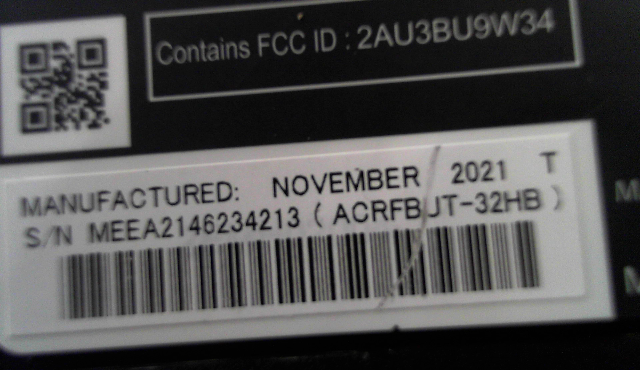 Contains FCC ID : 2AU3BU9W34
MANUFACTURED: NOVEMBER 2021 T
S/N MEEA2146234213 ( ACRFBUT-32HB )